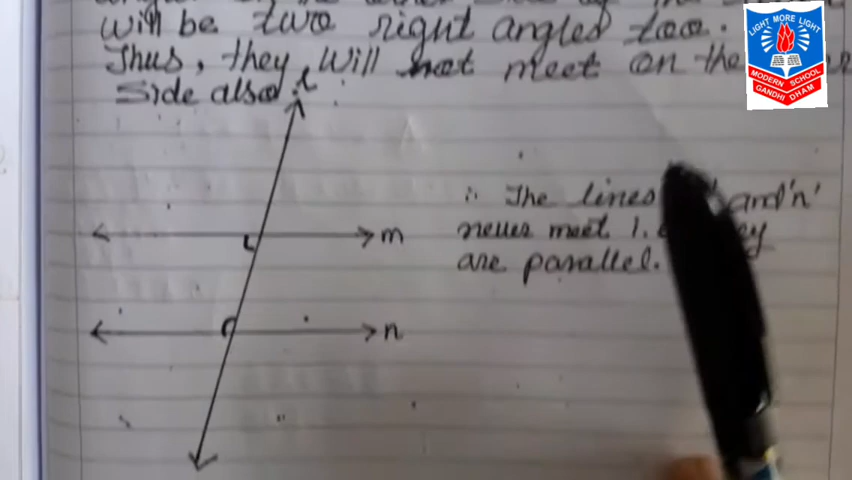 will be two right angles too.
Thus, they will not meet on the
side also.
l
m
n
∴ The lines and 'n'
never meet i.
are parallel.
LIGHT MORE LIGHT
MODERN SCHOOL
GANDHI DHAM